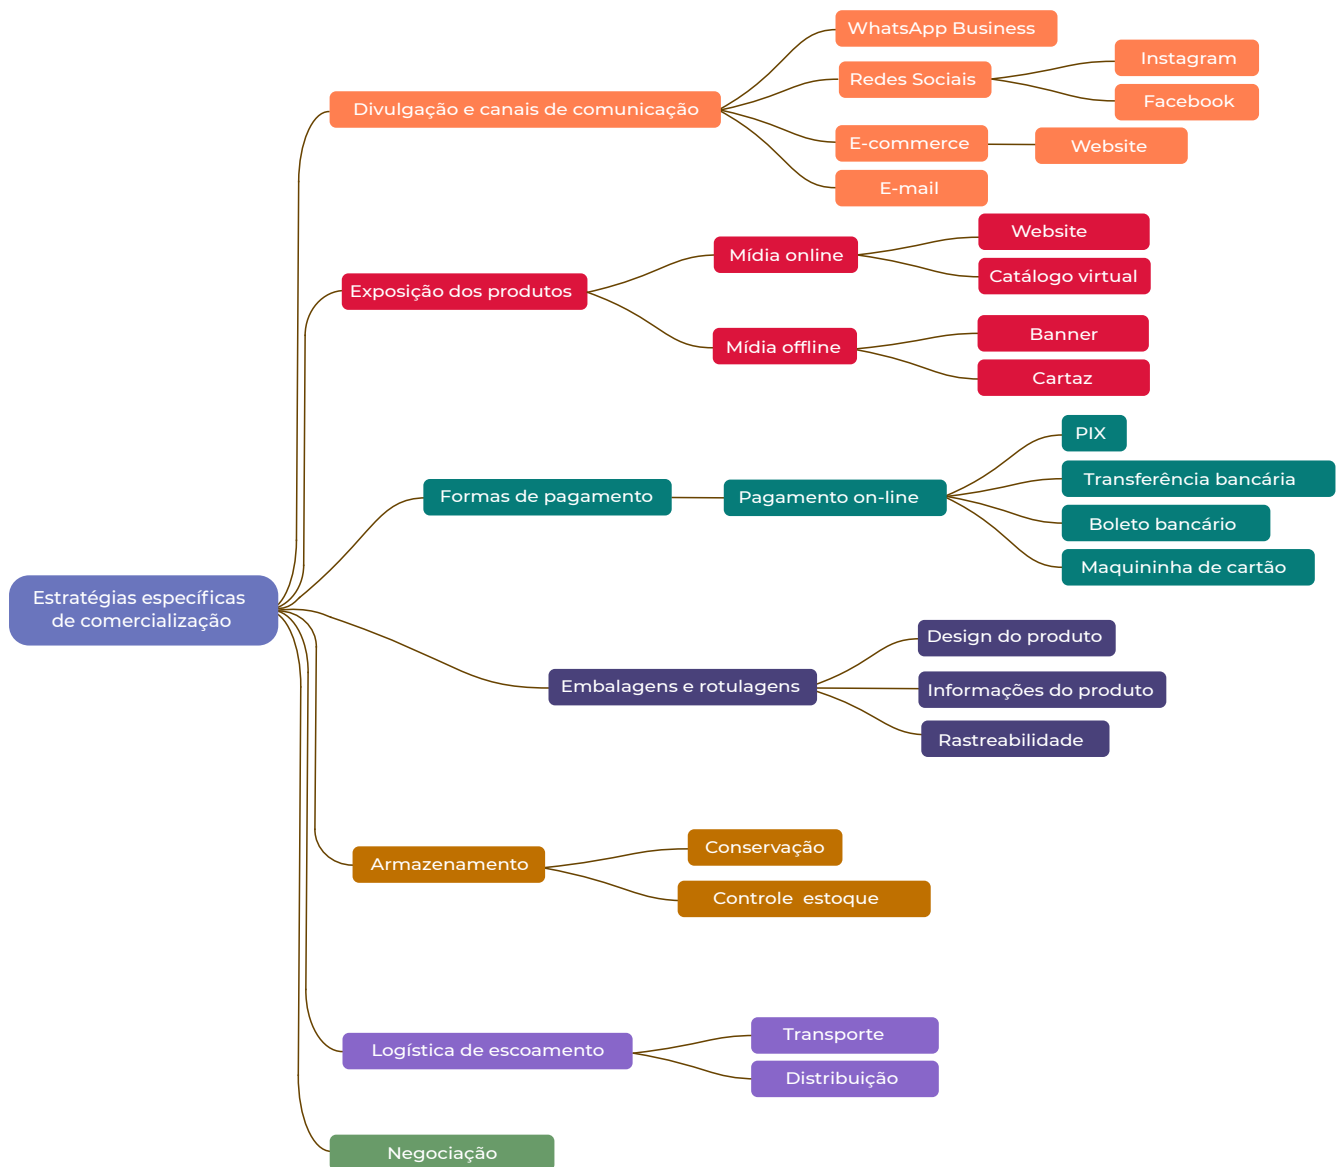 Estratégias específicas
de comercialização
Divulgação e canais de comunicação
WhatsApp Business
Redes Sociais
Instagram
Facebook
E-commerce
Website
E-mail
Exposição dos produtos
Mídia online
Website
Catálogo virtual
Mídia offline
Banner
Cartaz
Formas de pagamento
Pagamento on-line
PIX
Transferência bancária
Boleto bancário
Maquininha de cartão
Embalagens e rotulagens
Design do produto
Informações do produto
Rastreabilidade
Armazenamento
Conservação
Controle  estoque
Logística de escoamento
Transporte
Distribuição
Negociação